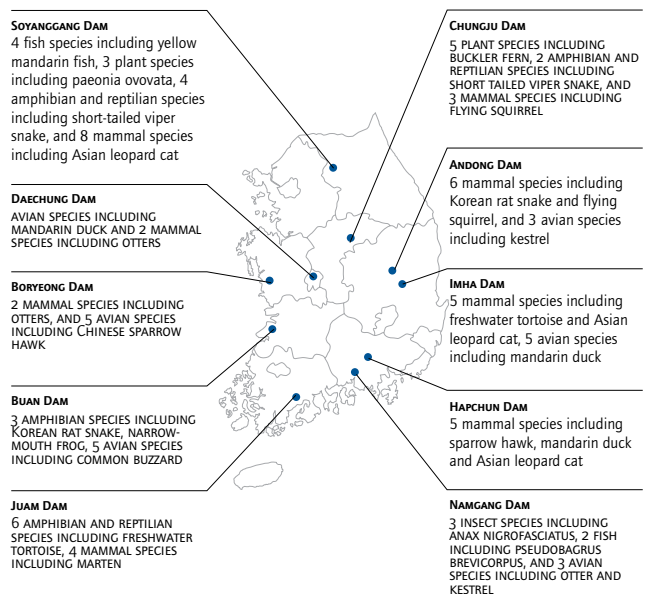 Soyanggang Dam
4 fish species including yellow
mandarin fish, 3 plant species
including paeonia ovovata, 4
amphibian and reptilian species
including short-tailed viper
snake, and 8 mammal species
including Asian leopard cat
Daechung Dam
AVIAN SPECIES INCLUDING
MANDARIN DUCK AND 2 MAMMAL
SPECIES INCLUDING OTTERS
Boryeong Dam
2 MAMMAL SPECIES INCLUDING
OTTERS, AND 5 AVIAN SPECIES
INCLUDING CHINESE SPARROW
HAWK
Buan Dam
3 AMPHIBIAN SPECIES INCLUDING
KOREAN RAT SNAKE, NARROW-
MOUTH FROG, 5 AVIAN SPECIES
INCLUDING COMMON BUZZARD
Juam Dam
6 AMPHIBIAN AND REPTILIAN
SPECIES INCLUDING FRESHWATER
TORTOISE, 4 MAMMAL SPECIES
INCLUDING MARTEN
Chungju Dam
5 PLANT SPECIES INCLUDING
BUCKLER FERN, 2 AMPHIBIAN AND
REPTILIAN SPECIES INCLUDING
SHORT TAILED VIPER SNAKE, AND
3 MAMMAL SPECIES INCLUDING
FLYING SQUIRREL
Andong Dam
6 mammal species including
Korean rat snake and flying
squirrel, and 3 avian species
including kestrel
Imha Dam
5 mammal species including
freshwater tortoise and Asian
leopard cat, 5 avian species
including mandarin duck
Hapchun Dam
5 mammal species including
sparrow hawk, mandarin duck
and Asian leopard cat
Namgang Dam
3 INSECT SPECIES INCLUDING
ANAX NIGROFASCIATUS, 2 FISH
INCLUDING PSEUDOBAGRUS
BREVICORPUS, AND 3 AVIAN
SPECIES INCLUDING OTTER AND
KESTREL